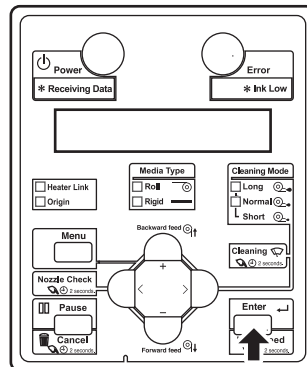 Power
Error
* Receiving Data
* Ink Low
Media Type
Roll
Rigid
Cleaning Mode
Long
Normal
Short
Heater Link
Origin
Menu
Backward feed
Cleaning
2 seconds.
Nozzle Check
2 seconds.
+
< >
−
Pause
Cancel
2 seconds.
Forward feed
Enter